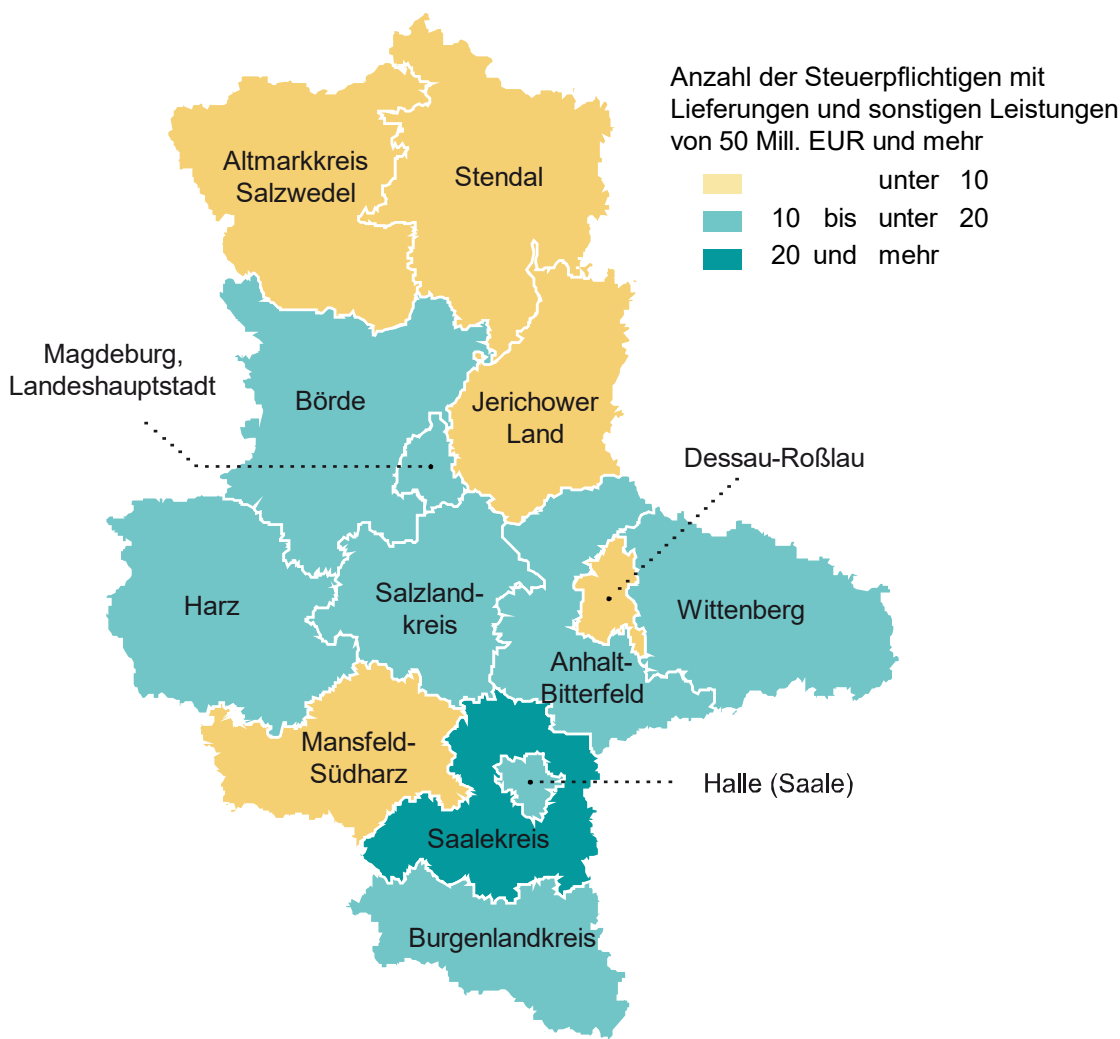 Anzahl der Steuerpflichtigen mit
Lieferungen und sonstigen Leistungen
von 50 Mill. EUR und mehr
unter 10
10 bis unter 20
20 und mehr
Altmarkkreis
Salzwedel
Stendal
Magdeburg,
Landeshauptstadt
Börde
Jerichower
Land
Dessau-Roßlau
Harz
Salzland-
kreis
Wittenberg
Anhalt-
Bitterfeld
Mansfeld-
Südharz
Halle (Saale)
Saalekreis
Burgenlandkreis